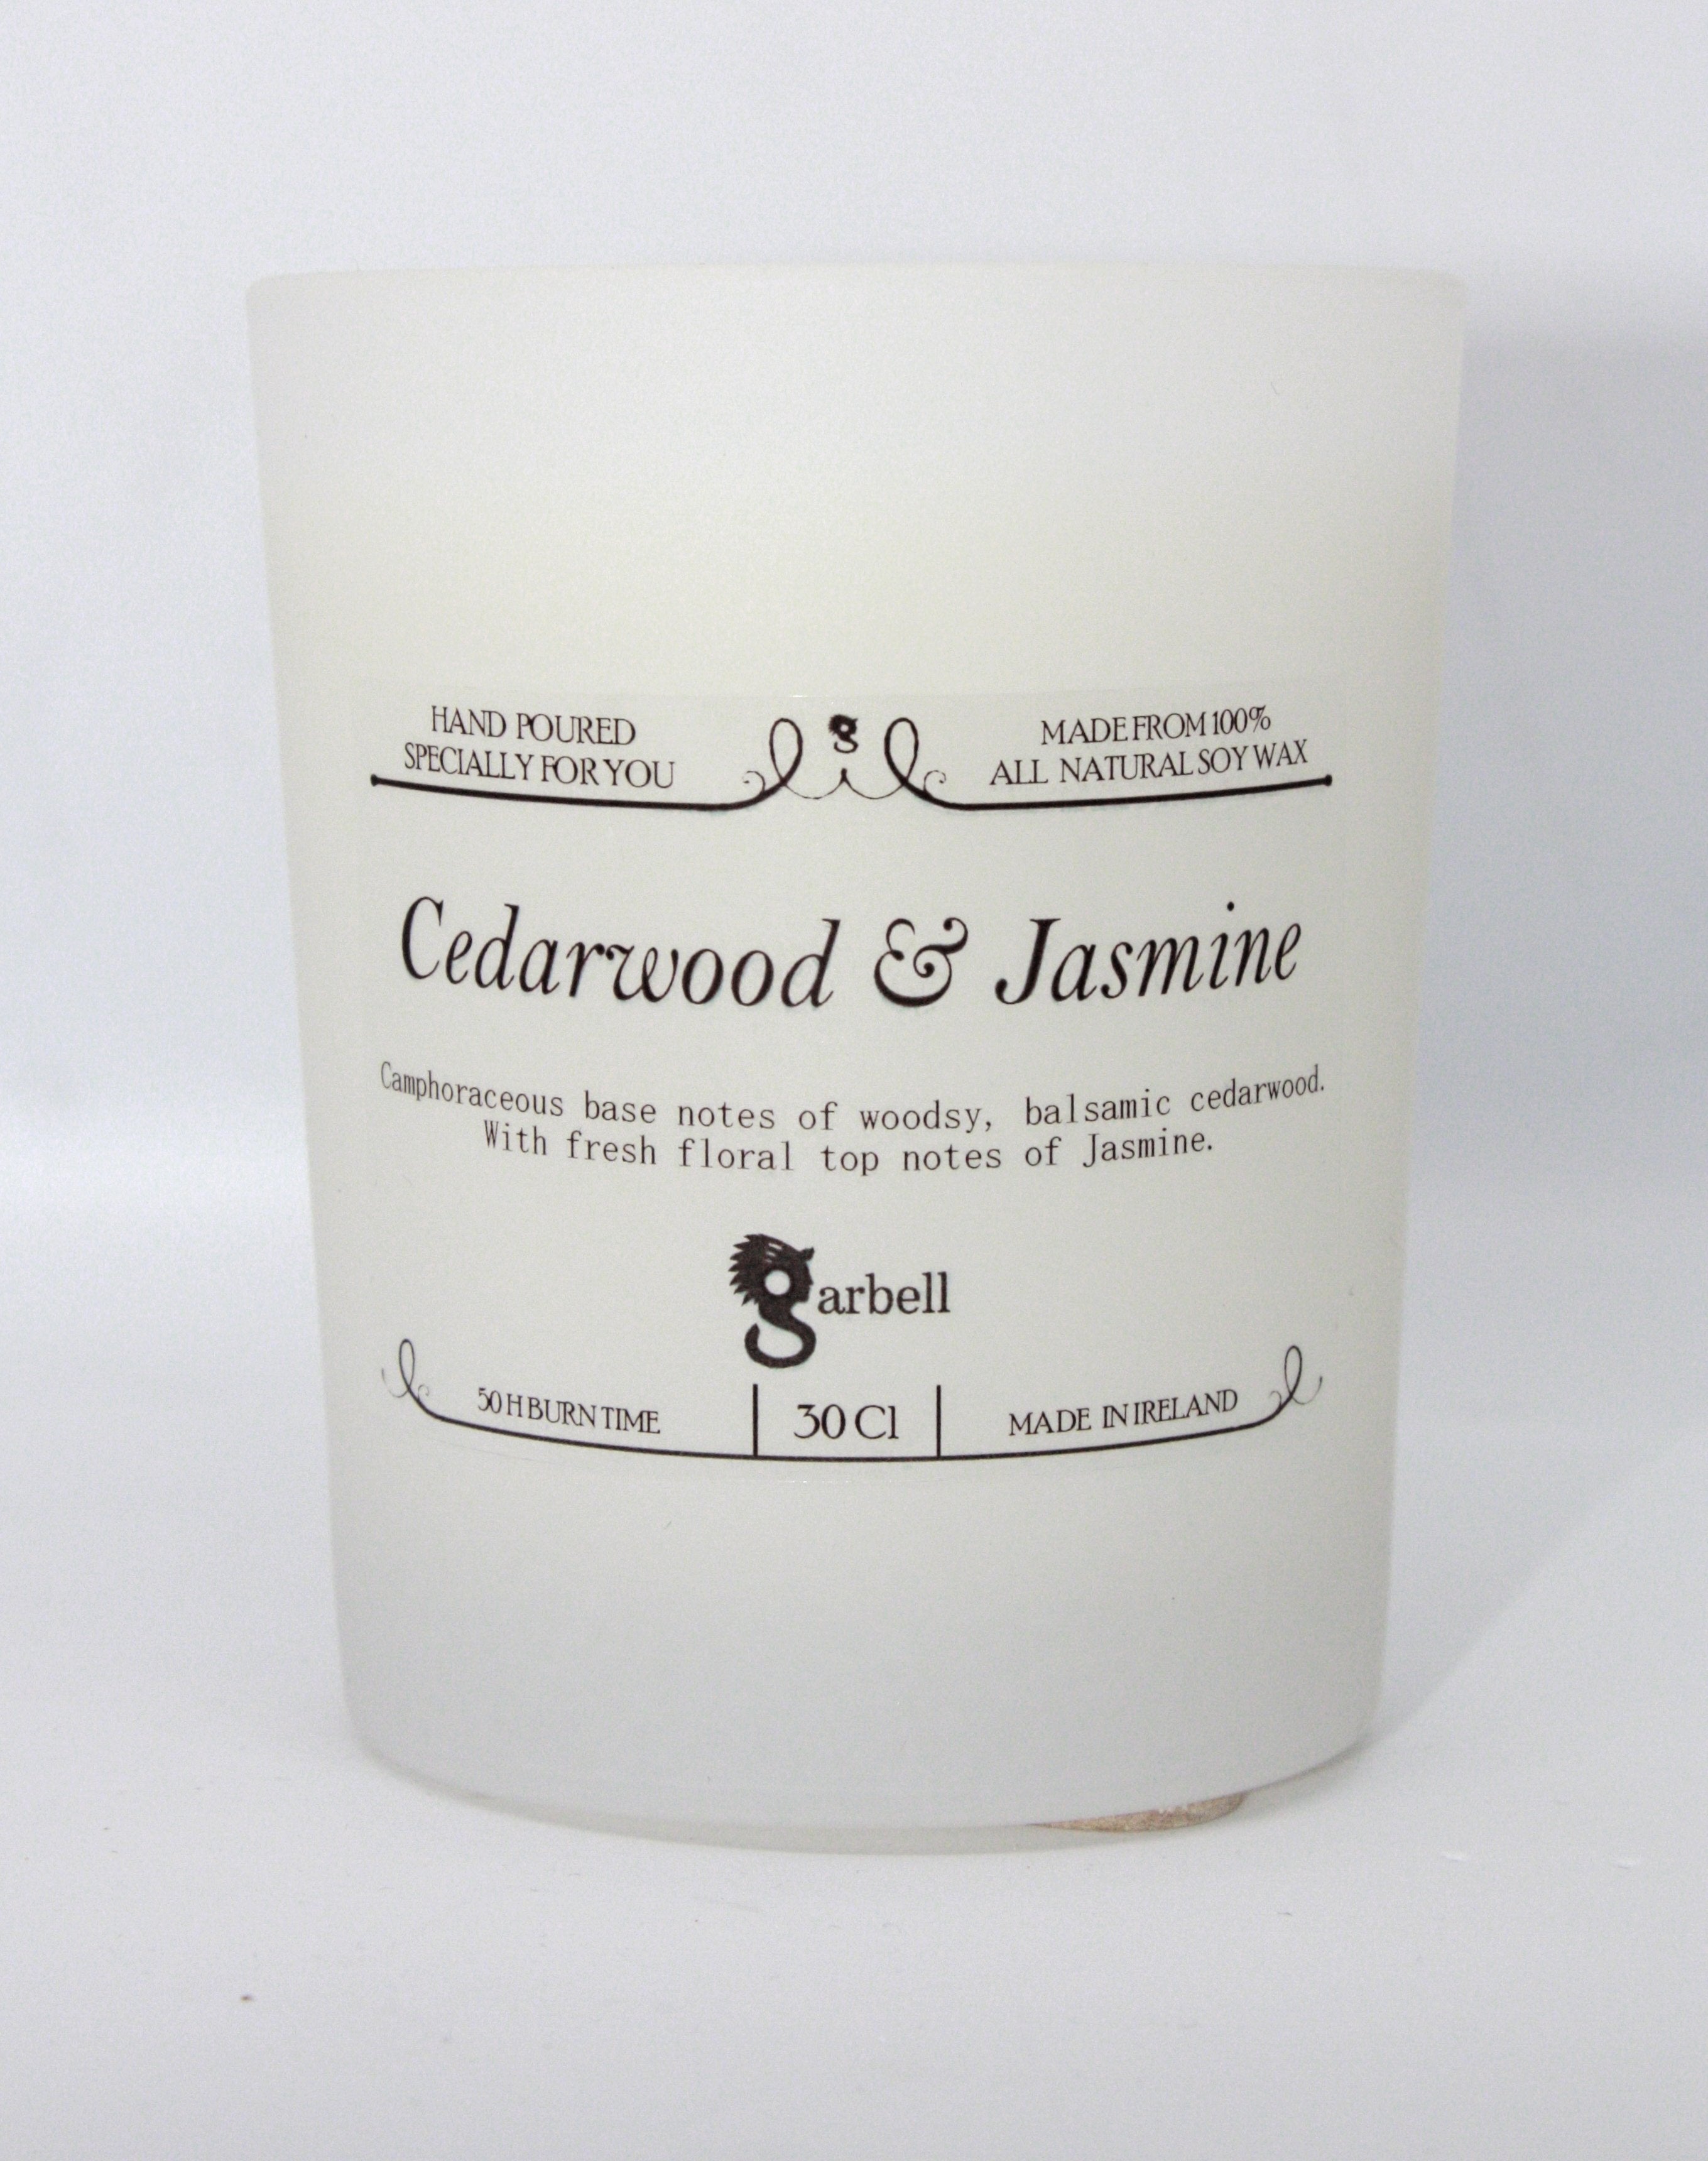 HAND POURED
SPECIALLY FOR YOU
MADE FROM 100%
ALL NATURAL SOY WAX
g
Cedarwood & Jasmine
Camphoraceous base notes of woodsy, balsamic cedarwood.
With fresh floral top notes of Jasmine.
garbell
50 H BURN TIME
30 Cl
MADE IN IRELAND